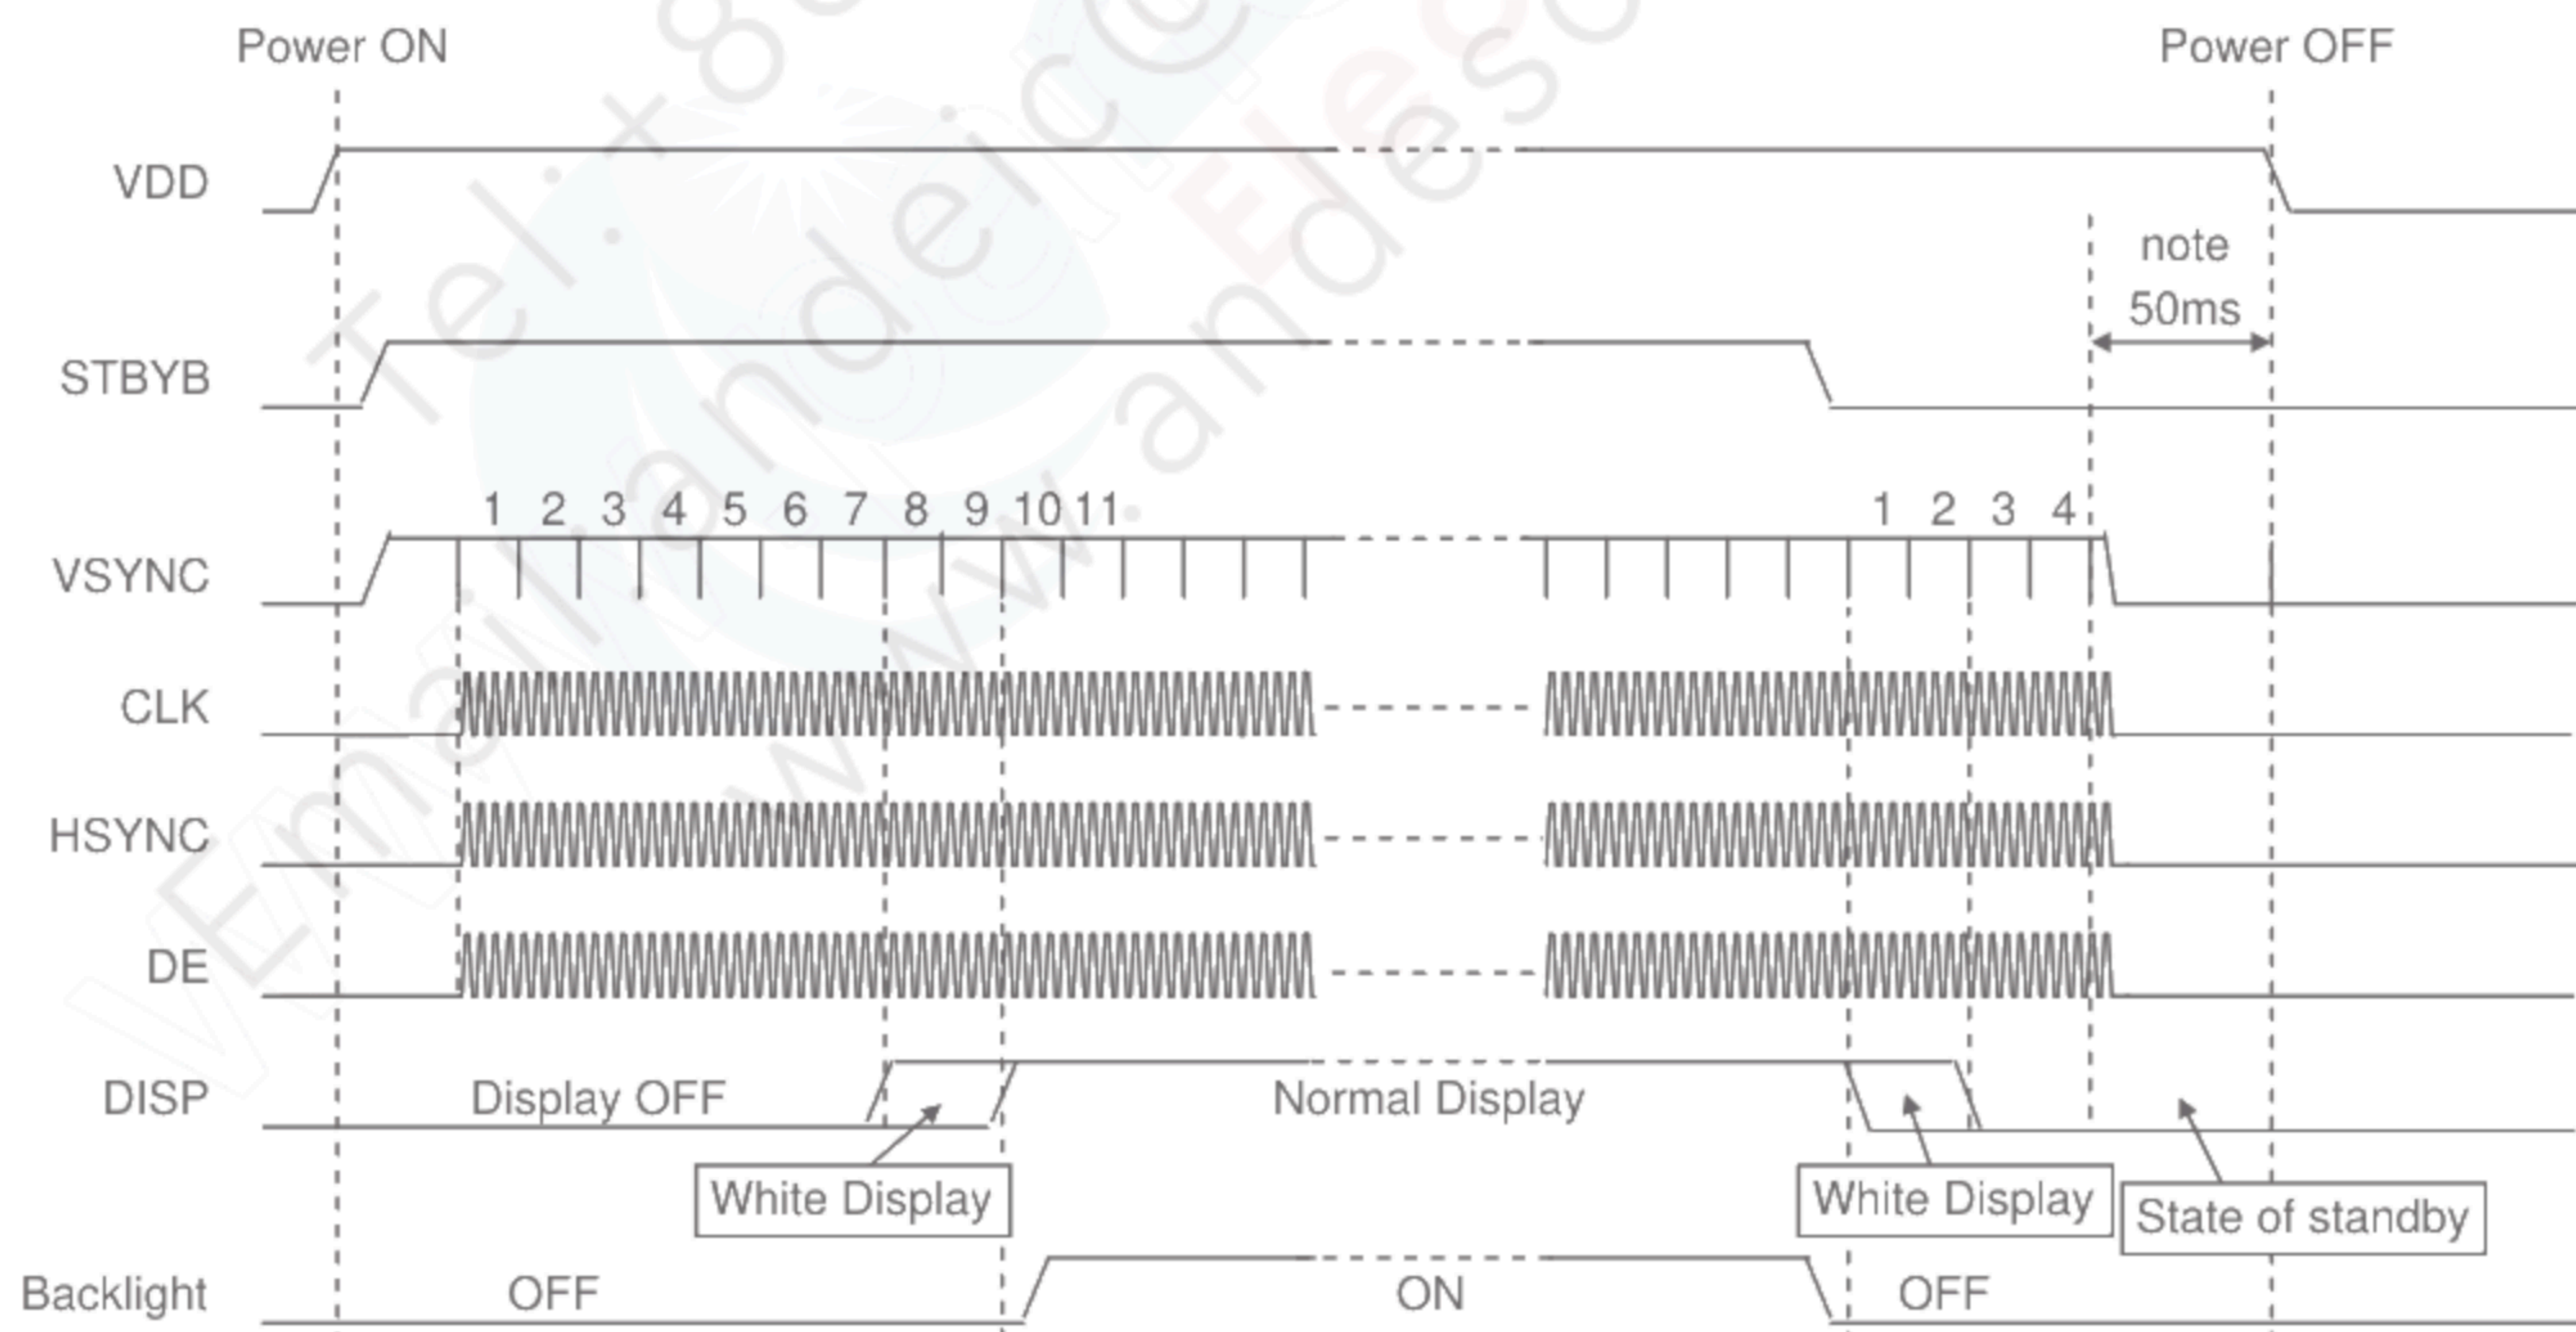 Power ON
Power OFF
VDD
note
50ms
STBYB
1 2 3 4 5 6 7 8 9 10 11
1 2 3 4
VSYNC
CLK
HSYNC
DE
DISP
Display OFF
Normal Display
White Display
White Display
State of standby
Backlight
OFF
ON
OFF